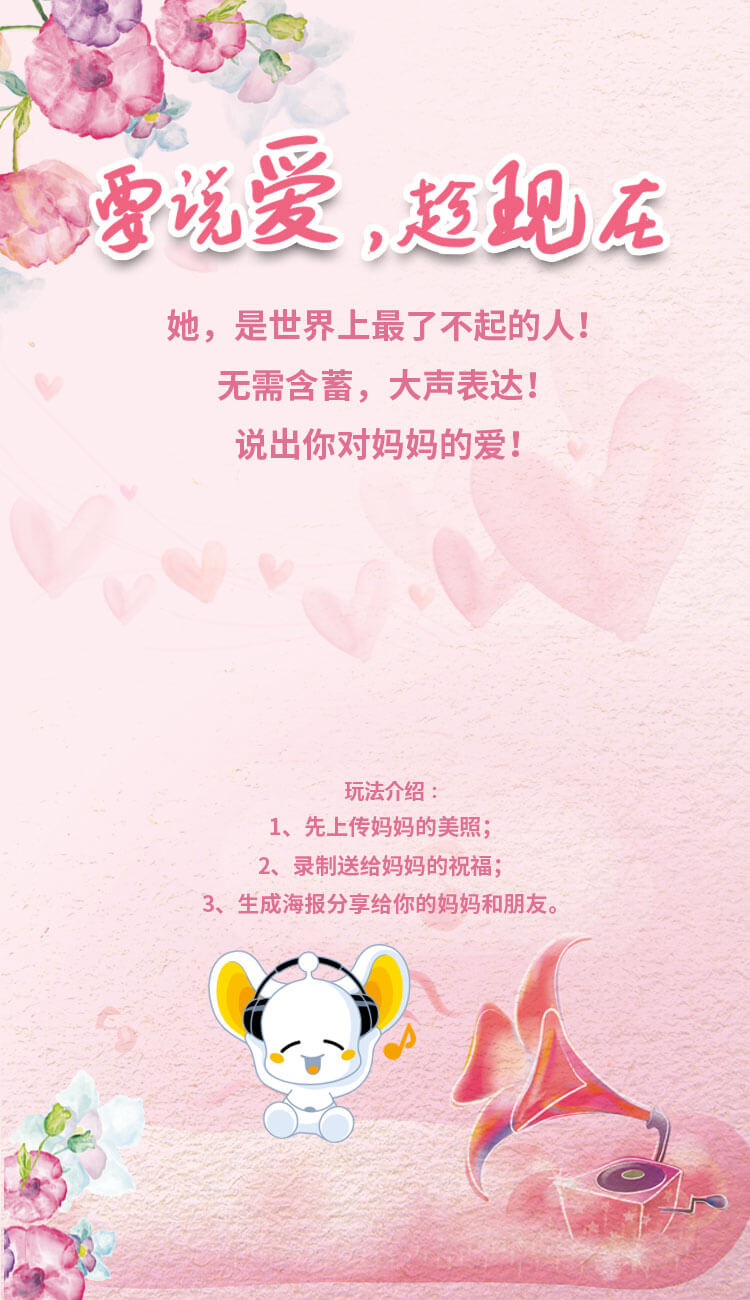 要说爱，趁现在
她，是世界上最了不起的人！
无需含蓄，大声表达！
说出你对妈妈的爱！
玩法介绍：
1、先上传妈妈的美照；
2、录制送给妈妈的祝福；
3、生成海报分享给你的妈妈和朋友。